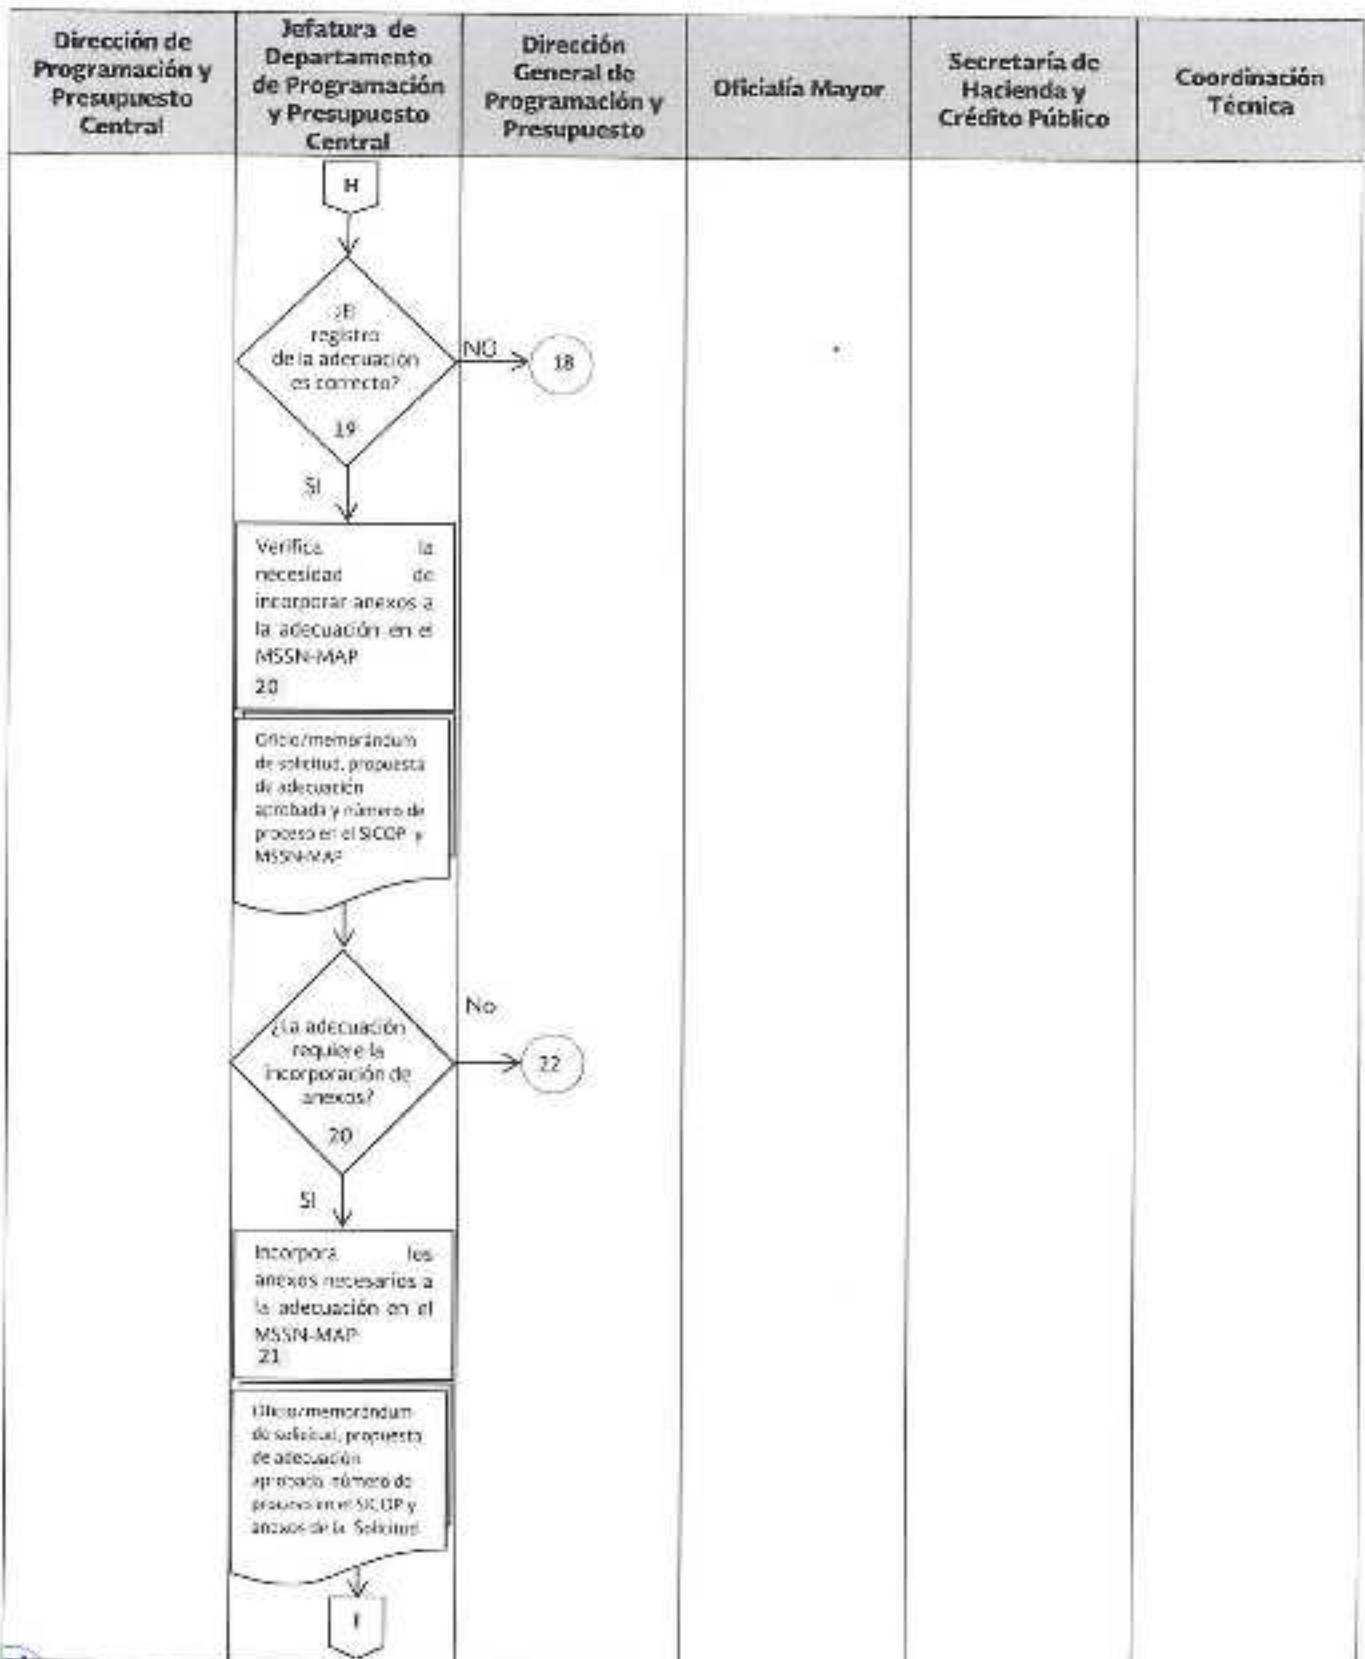 Dirección de
Programación y
Presupuesto
Central
Jefatura de
Departamento
de Programación
y Presupuesto
Central
Dirección
General de
Programación y
Presupuesto
Oficialía Mayor
Secretaría de
Hacienda y
Crédito Público
Coordinación
Técnica
H
¿El
registro
de la adecuación
es correcto?
19
NO
18
SI
Verifica la
necesidad de
incorporar anexos a
la adecuación en el
MSSN-MAP
20
Oficio/memorándum
de solicitud, propuesta
de adecuación
aprobada y número de
proceso en el SICOP y
MSSN-MAP
¿La adecuación
requiere la
incorporación de
anexos?
20
No
22
SI
Incorpora los
anexos necesarios a
la adecuación en el
MSSN-MAP
21
Oficio/memorándum
de solicitud, propuesta
de adecuación
aprobada número de
proceso en el SICOP y
anexos de la Solicitud
I